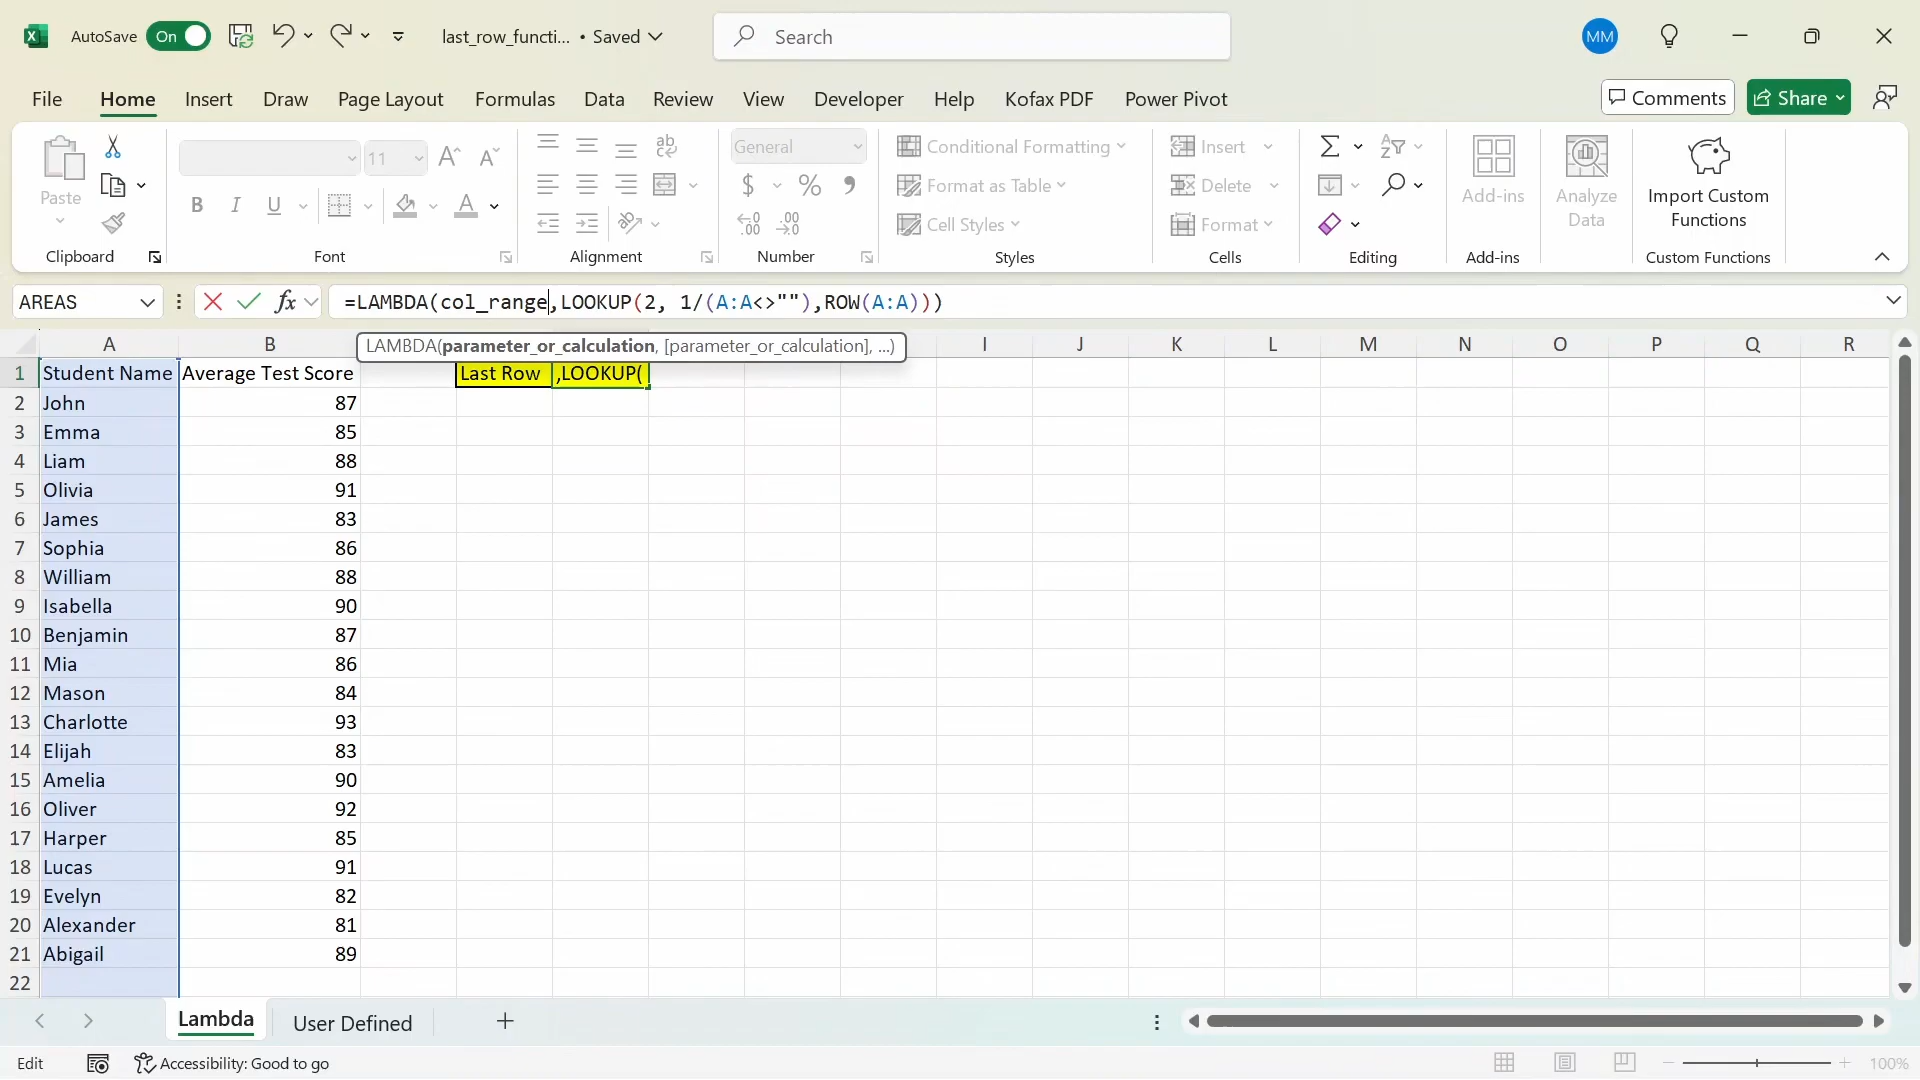 AutoSave On last_row_functi... • Saved Search MM
File Home Insert Draw Page Layout Formulas Data Review View Developer Help Kofax PDF Power Pivot Comments Share
Paste
11
General
Conditional Formatting
Format as Table
Cell Styles
Insert
Delete
Format
Add-ins
Analyze
Data
Import Custom
Functions
Clipboard Font Alignment Number Styles Cells Editing Add-ins Custom Functions
AREAS fx =LAMBDA(col_range,LOOKUP(2, 1/(A:A<>""),ROW(A:A)))
LAMBDA(parameter_or_calculation, [parameter_or_calculation], ...)
A B I J K L M N O P Q R
1 Student Name Average Test Score Last Row ,LOOKUP(
2 John 87
3 Emma 85
4 Liam 88
5 Olivia 91
6 James 83
7 Sophia 86
8 William 88
9 Isabella 90
10 Benjamin 87
11 Mia 86
12 Mason 84
13 Charlotte 93
14 Elijah 83
15 Amelia 90
16 Oliver 92
17 Harper 85
18 Lucas 91
19 Evelyn 82
20 Alexander 81
21 Abigail 89
22
Lambda User Defined
Edit Accessibility: Good to go 100%